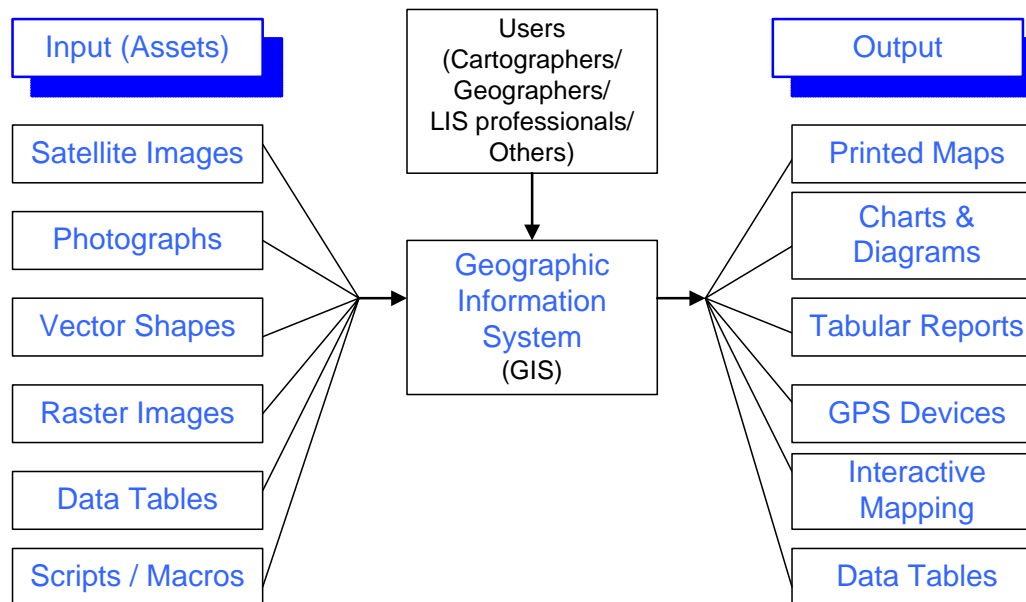 Input (Assets)
Satellite Images
Photographs
Vector Shapes
Raster Images
Data Tables
Scripts / Macros
Users
(Cartographers/
Geographers/
LIS professionals/
Others)
Geographic
Information
System
(GIS)
Output
Printed Maps
Charts &
Diagrams
Tabular Reports
GPS Devices
Interactive
Mapping
Data Tables